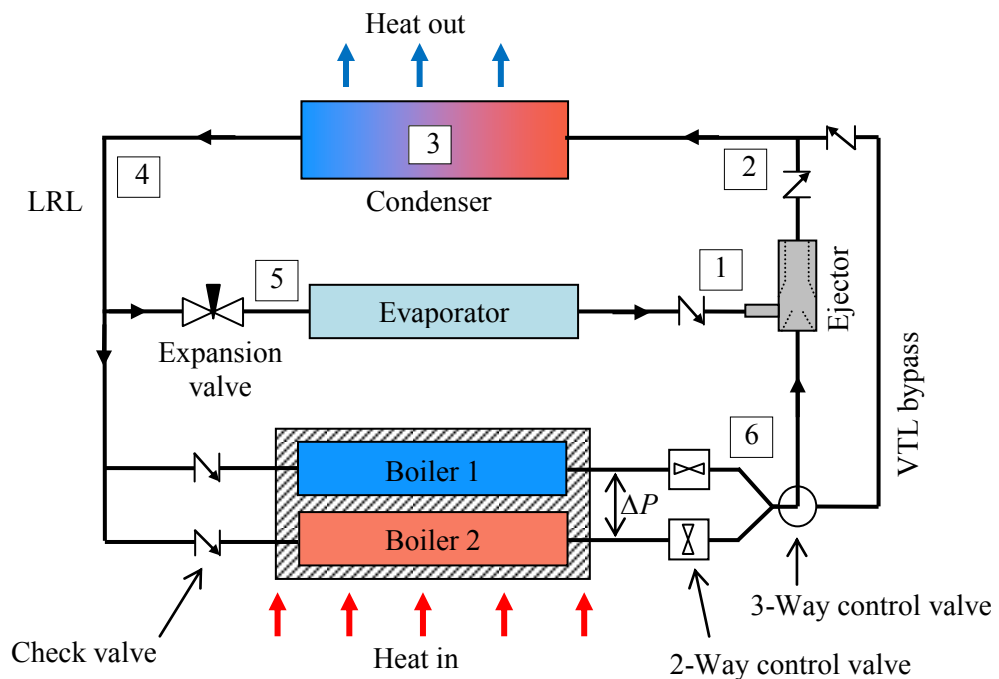 Heat out
3
2
4
LRL
Condenser
1
5
Evaporator
Ejector
Expansion
valve
VTL bypass
6
Boiler 1
ΔP
Boiler 2
3-Way control valve
Check valve
Heat in
2-Way control valve